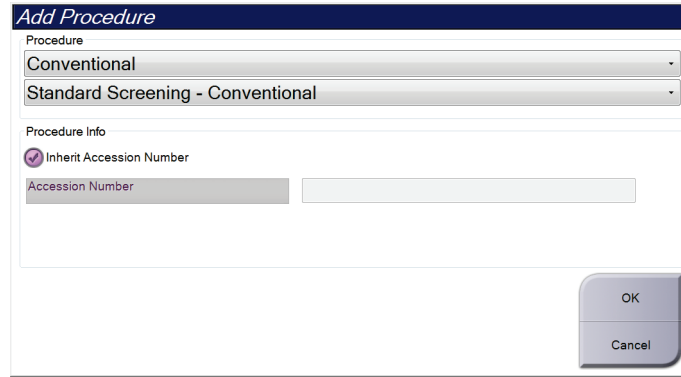 Add Procedure
Procedure
Conventional
Standard Screening - Conventional
Procedure Info
Inherit Accession Number
Accession Number
OK
Cancel